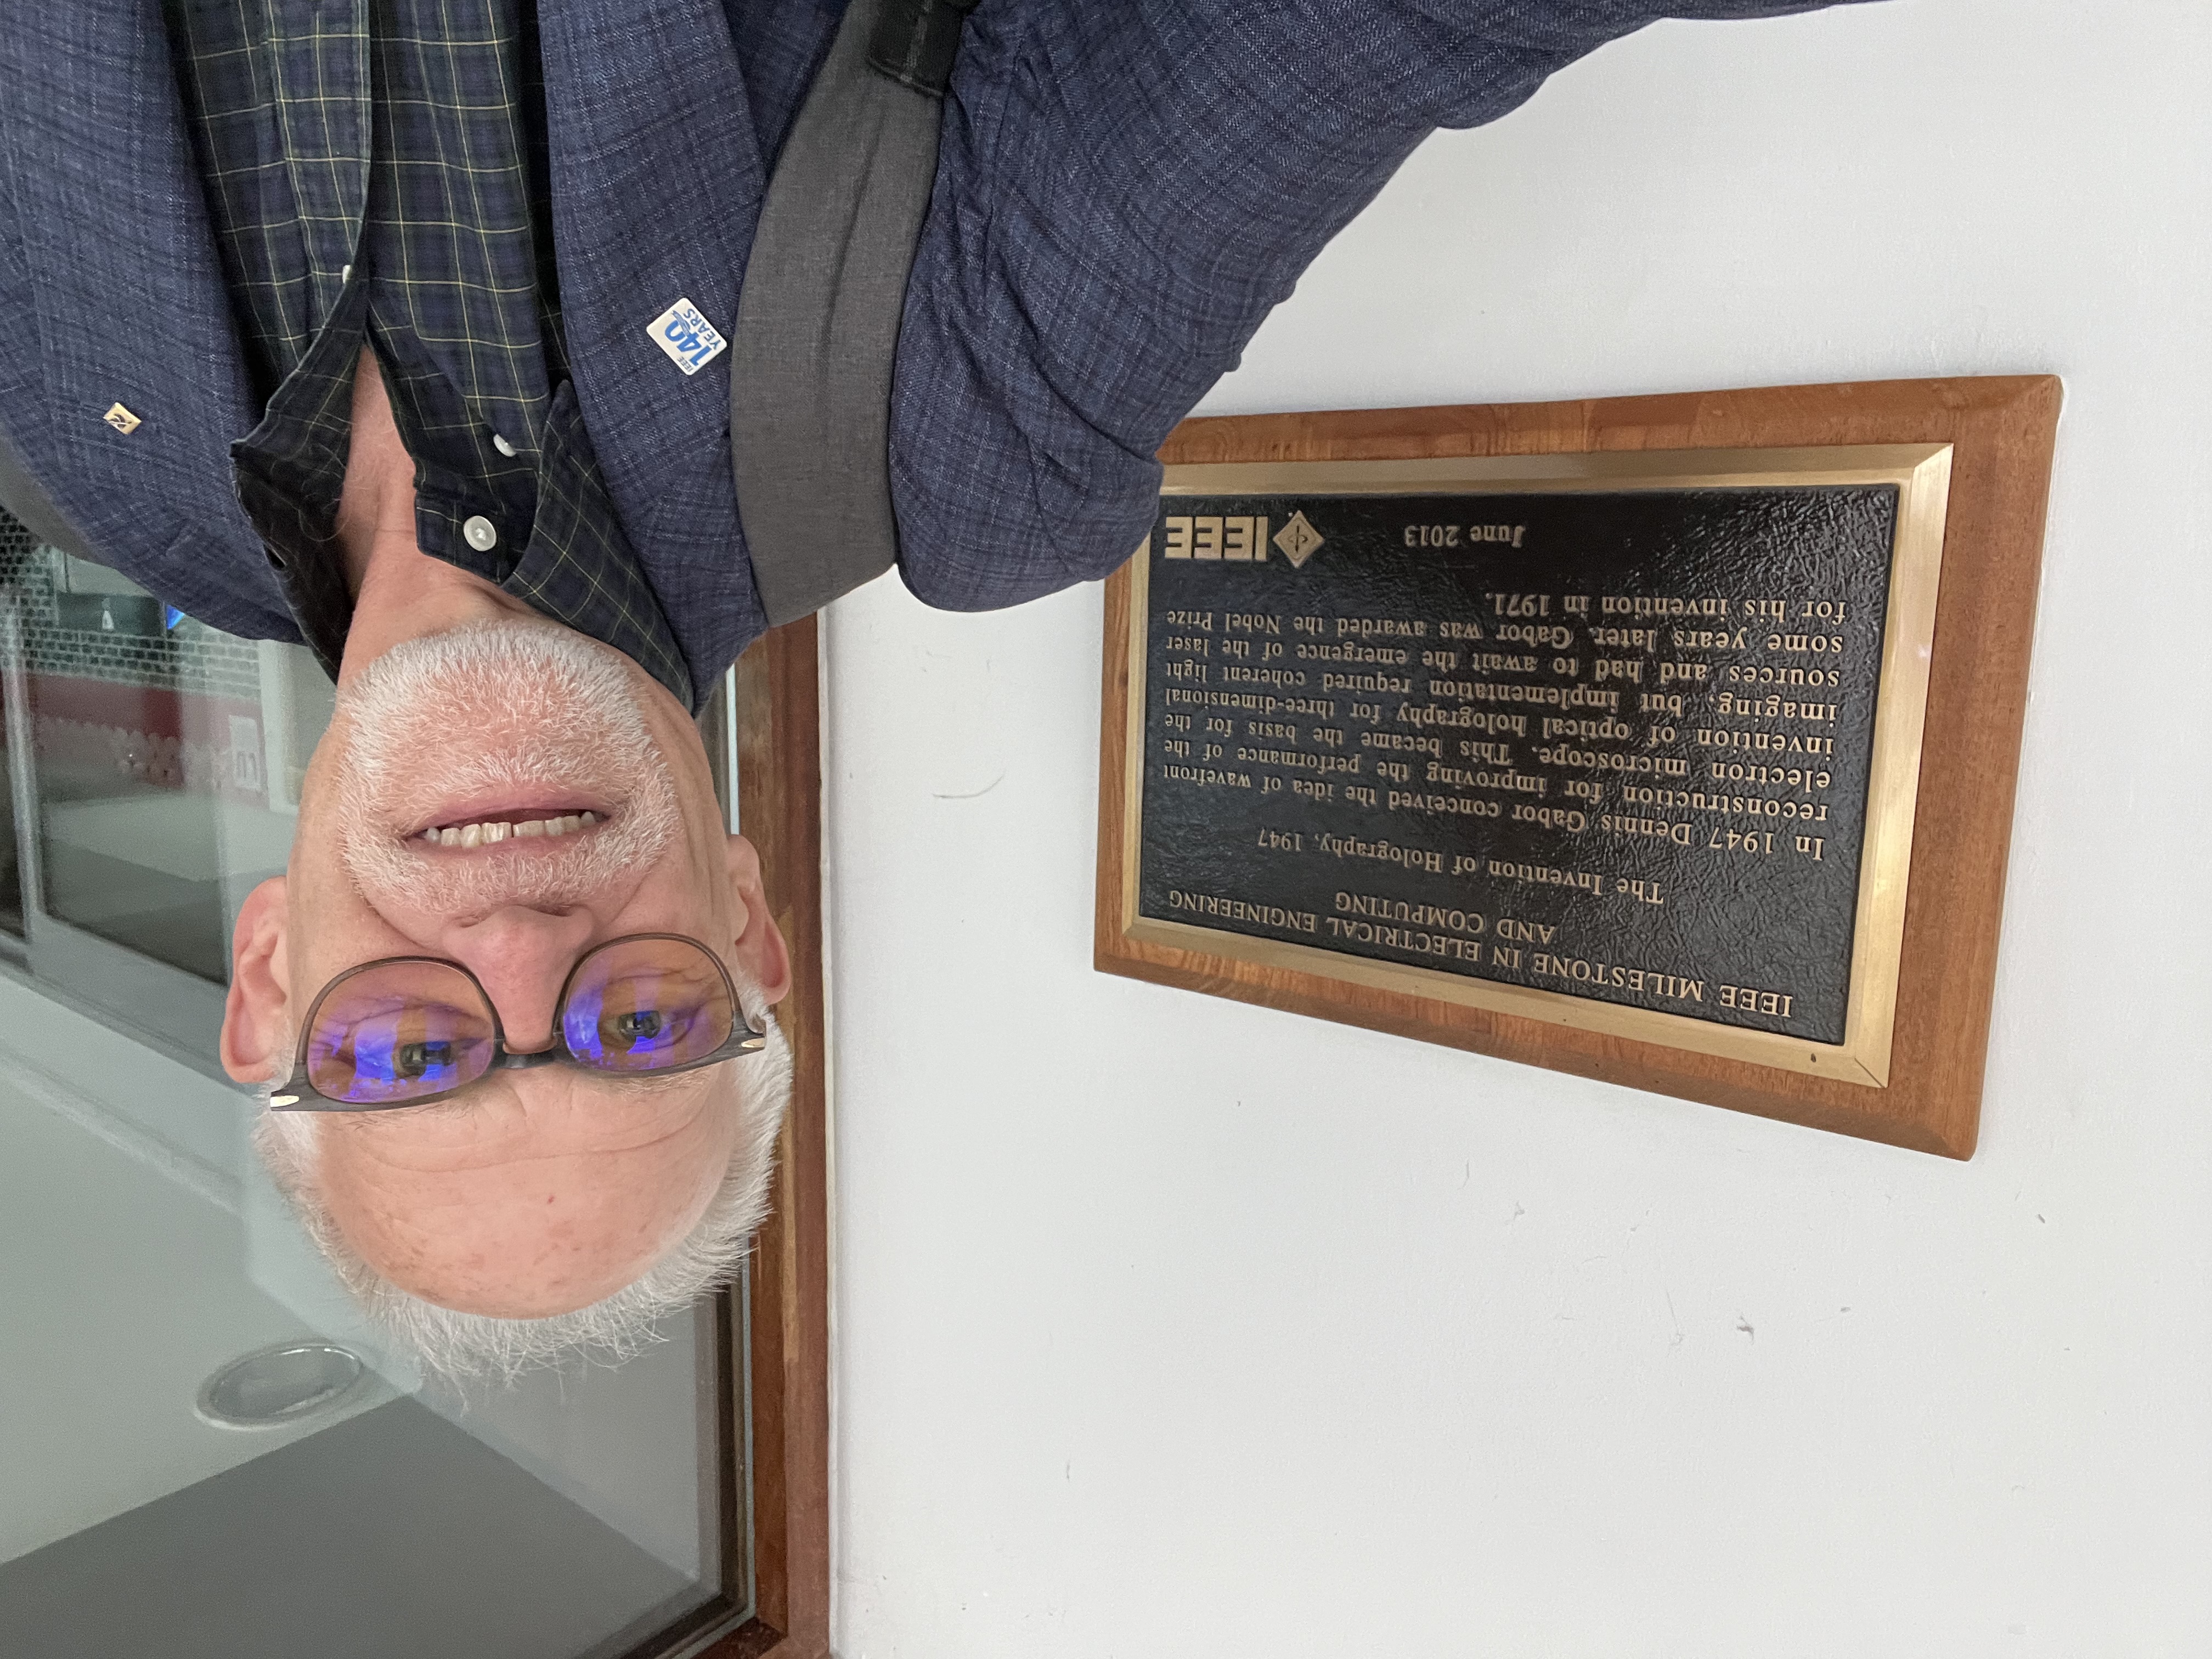 IEEE MILESTONE IN ELECTRICAL ENGINEERING
AND COMPUTING
The Invention of Holography, 1947
In 1947 Dennis Gabor conceived the idea of wavefront
reconstruction for improving the performance of the
electron microscope. This became the basis for the
invention of optical holography for three-dimensional
imaging, but implementation required coherent light
sources and had to await the emergence of the laser
some years later. Gabor was awarded the Nobel Prize
for his invention in 1971.
June 2013
IEEE
IEEE
140
YEARS